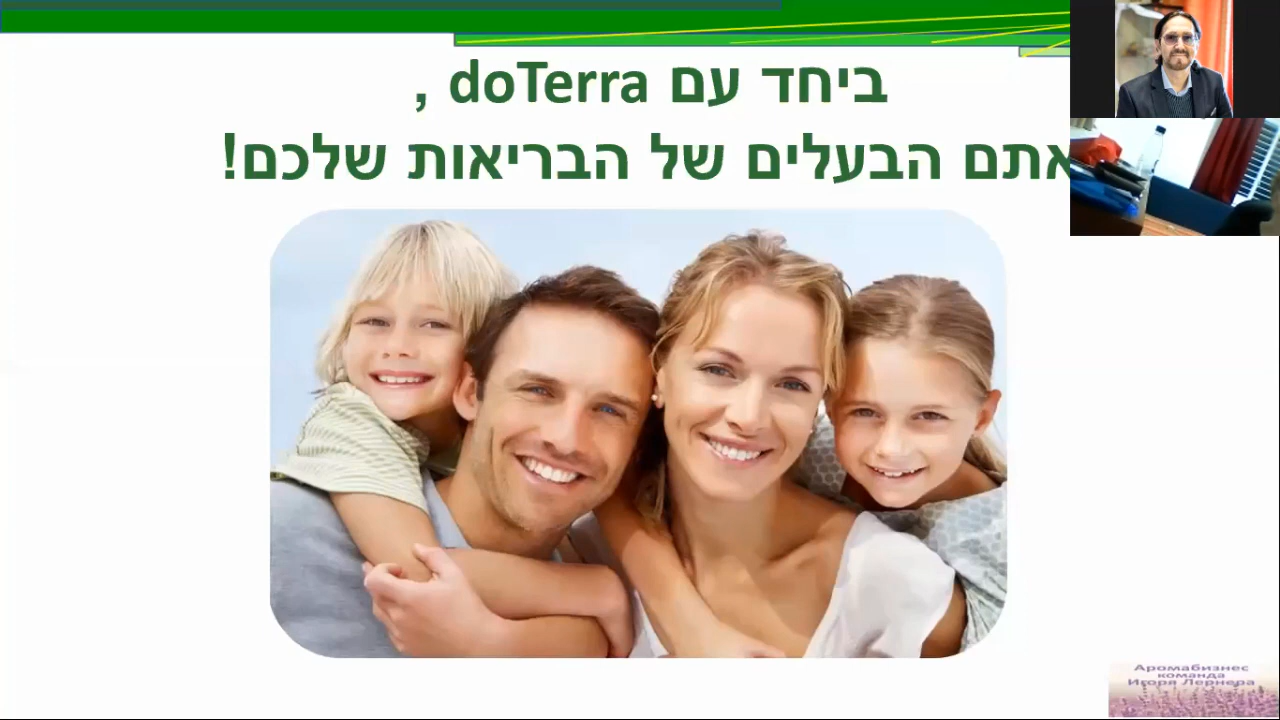 ביחד עם doTerra ,
אתם הבעלים של הבריאות שלכם!
Аромабизнес
команда
Игоря Лернера